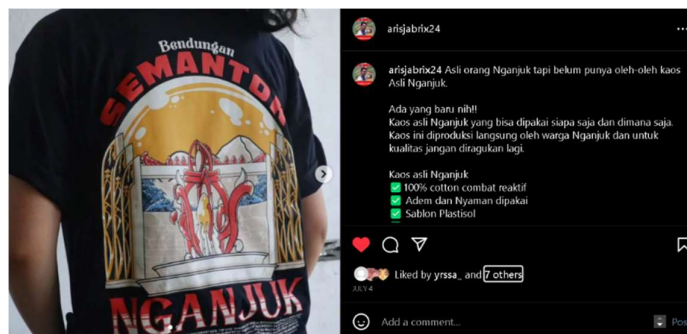 Bendungan
SEMANTOK
NGANJUK
arisjabrix24
arisjabrix24 Asli orang Nganjuk tapi belum punya oleh-oleh kaos
Asli Nganjuk.
Ada yang baru nih!!
Kaos asli Nganjuk yang bisa dipakai siapa saja dan dimana saja.
Kaos ini diproduksi langsung oleh warga Nganjuk dan untuk
kualitas jangan diragukan lagi.
Kaos asli Nganjuk
✅100% cotton combat reaktif
✅ Adem dan Nyaman dipakai
✅ Sablon Plastisol
Liked by yrssa_ and 7 others
JULY 4
Add a comment...
Pos